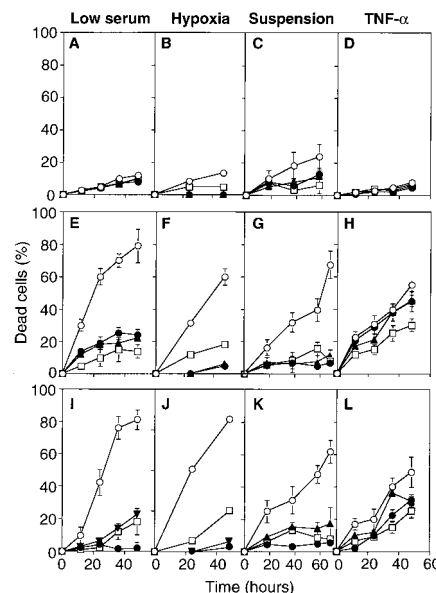 Low serum Hypoxia Suspension TNF-α
A B C D
100
80
60
40
20
0
E F G H
100
80
60
40
20
0
I J K L
100
80
60
40
20
0
0 20 40 60 0 20 40 0 20 40 60 0 20 40 60
Dead cells (%)
Time (hours)